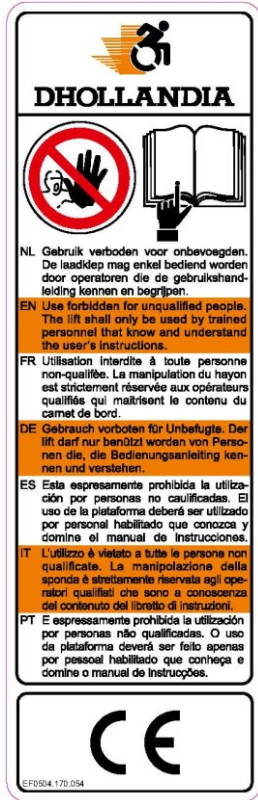 DHOLLANDIA
NL Gebruik verboden voor onbevoegden.
De laadklep mag enkel bediend worden
door operatoren die de gebruikshand-
leiding kennen en begrijpen.
EN Use forbidden for unqualified people.
The lift shall only be used by trained
personnel that know and understand
the user's instructions.
FR Utilisation interdite à toute personne
non-qualifée. La manipulation du hayon
est strictement réservée aux opérateurs
qualifiés qui maitrisent le contenu du
carnet de bord.
DE Gebrauch vorboten für Unbefugte. Der
lift darf nur benützt worden von Perso-
nen die, die Bedienungsanleiting ken-
nen und verstehen.
ES Esta espresamente prohibida la utiliza-
ción por personas no caulificadas. El
uso de la plataforma deberá ser utilizado
por personal habilitado que conozca y
domine el manual de instrucciones.
IT L'utilizzo è vietato a tutte le persone non
qualificate. La manipolazione della
sponda è strettamente riservata agli ope-
ratori qualifiati che sono a conoscenza
del contenuto del libretto di instruzioni.
PT E espressamente prohibida la utilización
por personas não qualificadas. O uso
da plataforma deverá ser feito apenas
por pessoal habilitado que conheça e
domine o manual de instrucções.
CE
EF0504.170.054